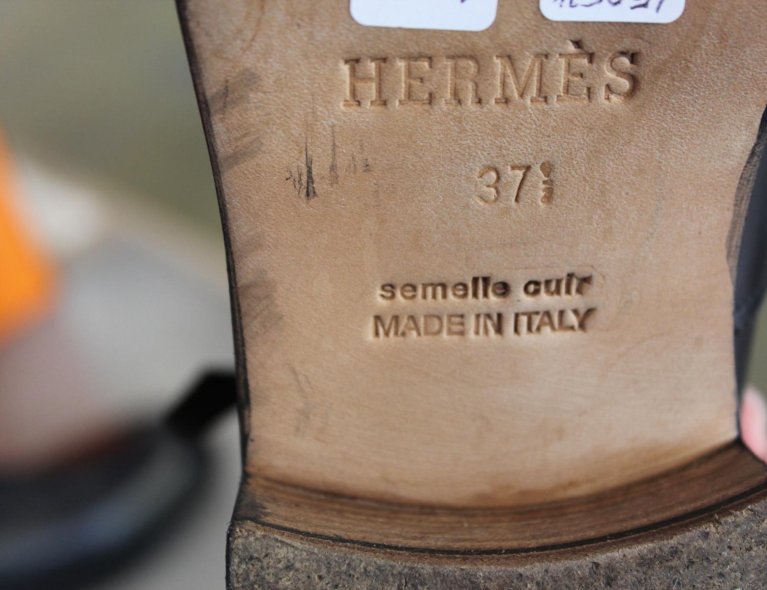 HERMÈS
37½
semelle cuir
MADE IN ITALY